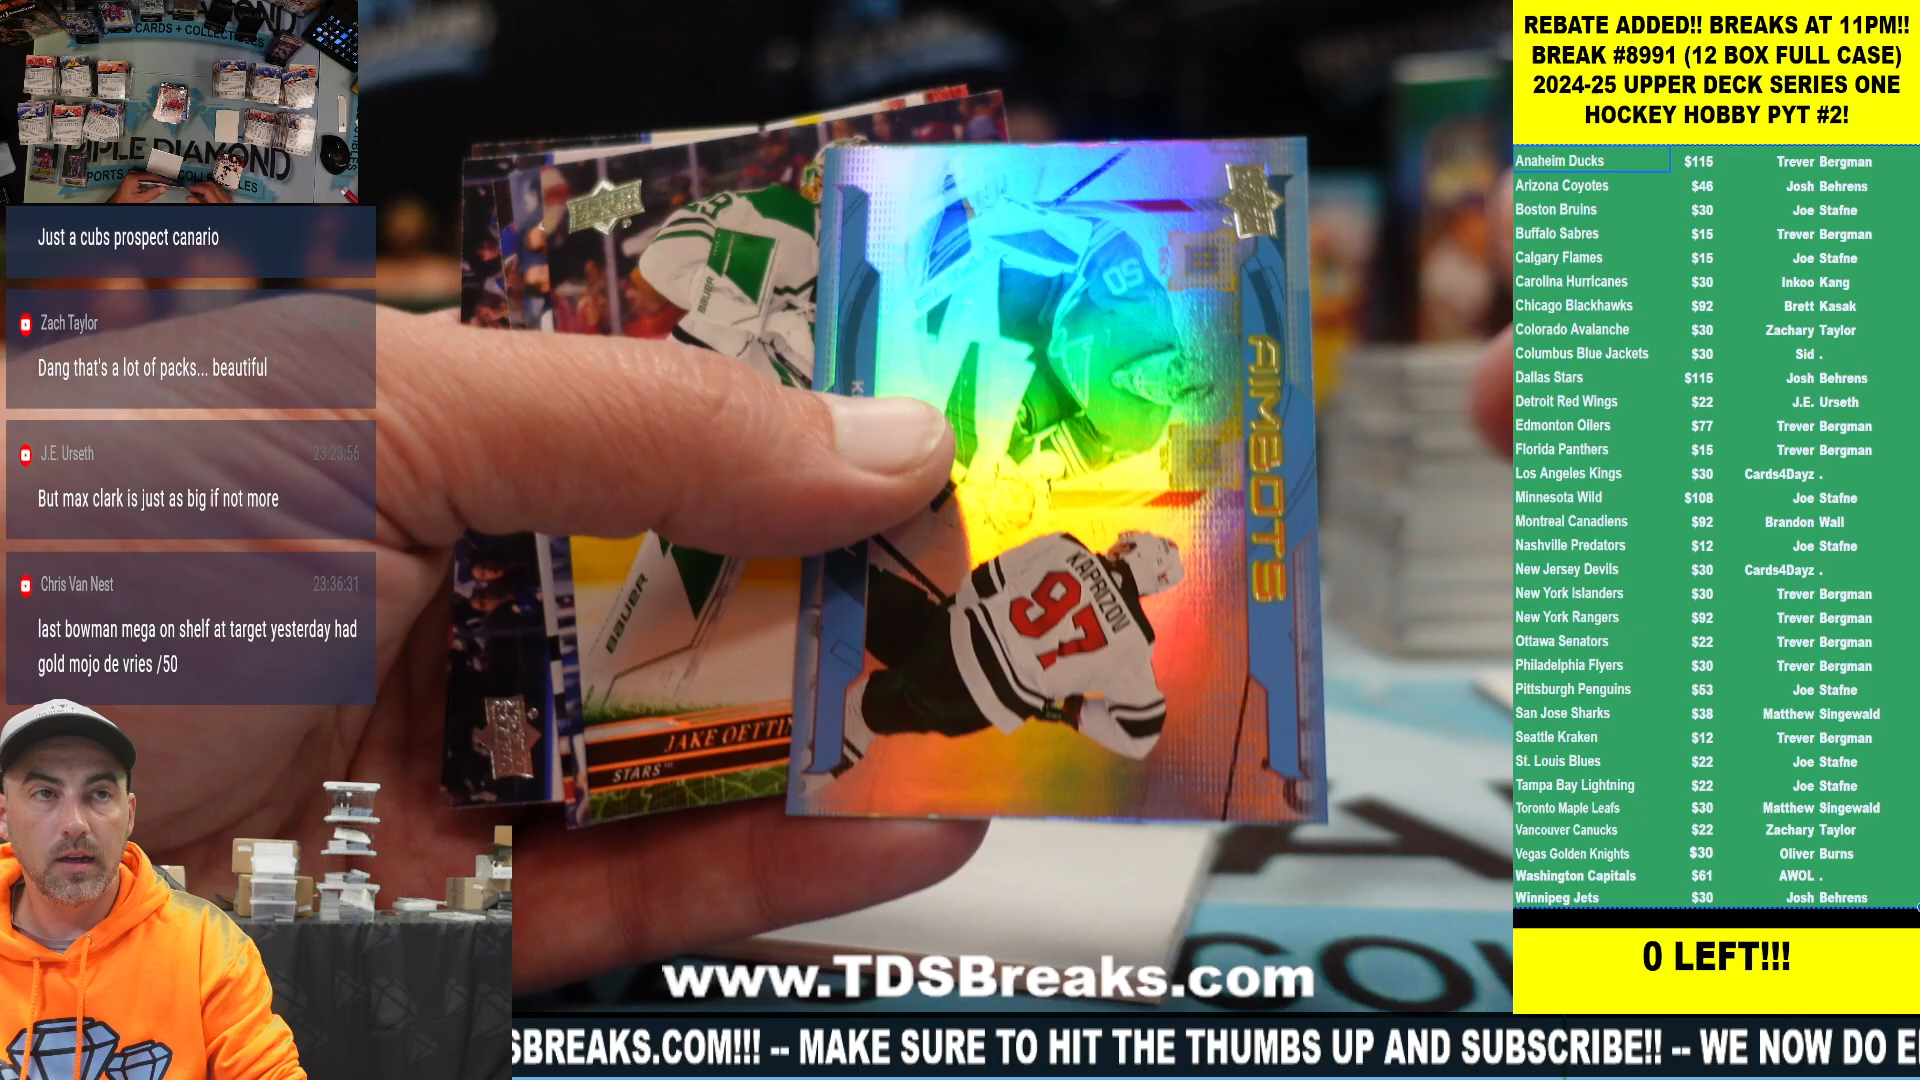 REBATE ADDED!! BREAKS AT 11PM!!
BREAK #8991 (12 BOX FULL CASE)
2024-25 UPPER DECK SERIES ONE
HOCKEY HOBBY PYT #2!
Anaheim Ducks $115 Trever Bergman
Arizona Coyotes $46 Josh Behrens
Boston Bruins $30 Joe Stafne
Buffalo Sabres $15 Trever Bergman
Calgary Flames $15 Joe Stafne
Carolina Hurricanes $30 Inkoo Kang
Chicago Blackhawks $92 Brett Kasak
Colorado Avalanche $30 Zachary Taylor
Columbus Blue Jackets $30 Sid .
Dallas Stars $115 Josh Behrens
Detroit Red Wings $22 J.E. Urseth
Edmonton Oilers $77 Trever Bergman
Florida Panthers $15 Trever Bergman
Los Angeles Kings $30 Cards4Dayz .
Minnesota Wild $108 Joe Stafne
Montreal Canadiens $92 Brandon Wall
Nashville Predators $12 Joe Stafne
New Jersey Devils $30 Cards4Dayz .
New York Islanders $30 Trever Bergman
New York Rangers $92 Trever Bergman
Ottawa Senators $22 Trever Bergman
Philadelphia Flyers $30 Trever Bergman
Pittsburgh Penguins $53 Joe Stafne
San Jose Sharks $38 Matthew Singewald
Seattle Kraken $12 Trever Bergman
St. Louis Blues $22 Joe Stafne
Tampa Bay Lightning $22 Joe Stafne
Toronto Maple Leafs $30 Matthew Singewald
Vancouver Canucks $22 Zachary Taylor
Vegas Golden Knights $30 Oliver Burns
Washington Capitals $61 AWOL .
Winnipeg Jets $30 Josh Behrens
0 LEFT!!!
Just a cubs prospect canario
Zach Taylor
Dang that's a lot of packs... beautiful
J.E. Urseth 23:23:56
But max clark is just as big if not more
Chris Van Nest 23:36:31
last bowman mega on shelf at target yesterday had
gold mojo de vries /50
CARDS + COLLECTIBLES
DIAMOND
AIMBOTS
KAPRIZOV
97
50
BAUER
BAUER
JAKE OETTIN
STARS
www.TDSBreaks.com
SBREAKS.COM!!! -- MAKE SURE TO HIT THE THUMBS UP AND SUBSCRIBE!! -- WE NOW DO E